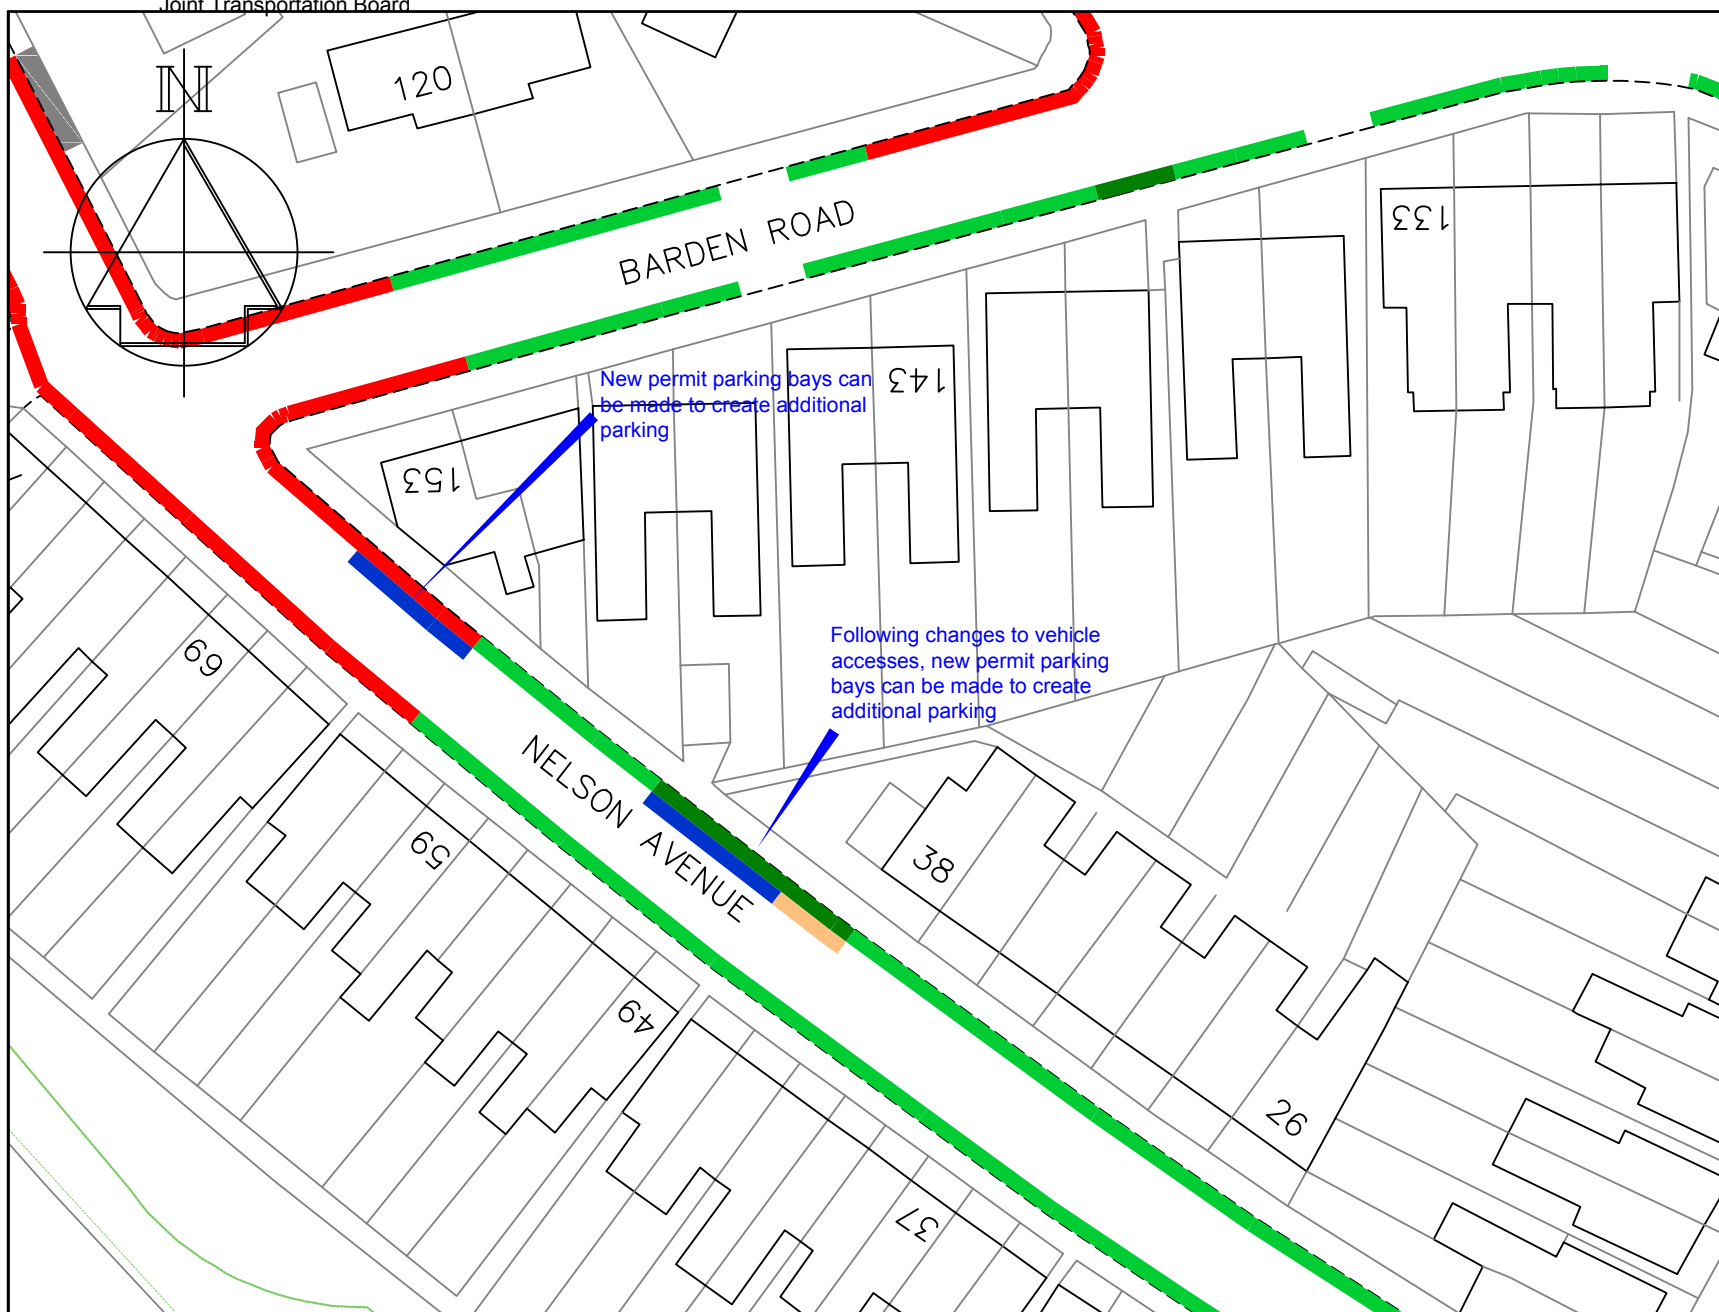 Joint Transportation Board
N
120
BARDEN ROAD
133
143
New permit parking bays can
be made to create additional
parking
153
Following changes to vehicle
accesses, new permit parking
bays can be made to create
additional parking
69
NELSON AVENUE
59
38
49
26
37